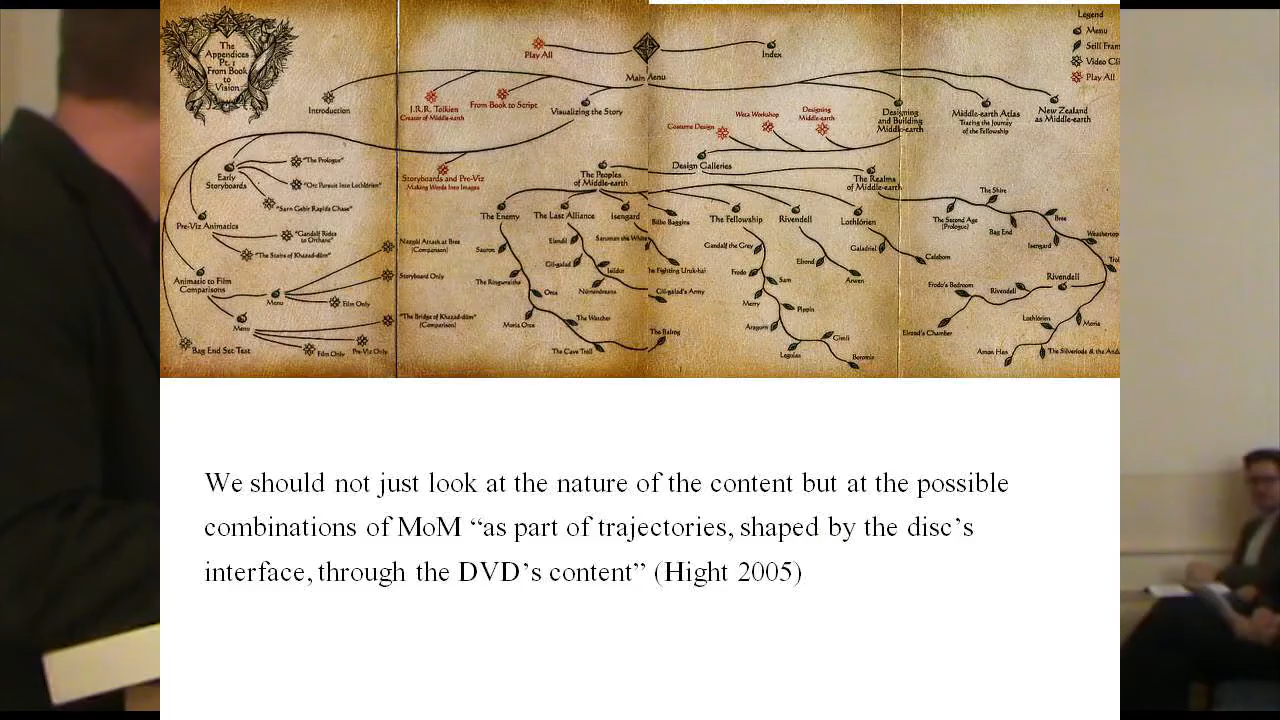 The
Appendices
Pt. 1
From Book
to
Vision
Play All
Main Menu
Index
Legend
Menu
Still Fram
Video Cli
Play All
Introduction
J.R.R. Tolkien
Creator of Middle-earth
From Book to Script
Visualizing the Story
Designing
and Building
Middle-earth
Middle-earth Atlas
Tracing the Journey
of the Fellowship
New Zealand
as Middle-earth
Costume Design
Weta Workshop
Designing
Middle-earth
Early
Storyboards
"The Prologue"
"Orc Pursuit Into Lothlórien"
"Sarn Gebir Rapids Chase"
Storyboards and Pre-Viz
Making Words Into Images
The Peoples
of Middle-earth
Design Galleries
The Realms
of Middle-earth
Pre-Viz Animatics
"Gandalf Rides
to Orthanc"
"The Stairs of Khazad-dûm"
Animatic to Film
Comparisons
Menu
Nazgûl Attack at Bree
(Comparison)
Storyboard Only
Film Only
Menu
"The Bridge of Khazad-dûm"
(Comparison)
Film Only
Pre-Viz Only
Bag End Set Test
The Enemy
Sauron
The Ringwraiths
Orcs
Moria Orcs
The Watcher
The Cave Troll
The Last Alliance
Elendil
Gil-galad
Isildur
Númenóreans
Gil-galad's Army
Isengard
Saruman the White
he Fighting Uruk-hai
The Balrog
Bilbo Baggins
The Fellowship
Gandalf the Grey
Frodo
Sam
Merry
Pippin
Aragorn
Gimli
Legolas
Boromir
Rivendell
Elrond
Arwen
Lothlórien
Galadriel
Celeborn
The Second Age
(Prologue)
The Shire
Bag End
Bree
Isengard
Weathertop
Trol
Rivendell
Rivendell
Frodo's Bedroom
Elrond's Chamber
Moria
Lothlórien
The Silverlode & the Andu
Amon Hen
We should not just look at the nature of the content but at the possible
combinations of MoM “as part of trajectories, shaped by the disc’s
interface, through the DVD’s content” (Hight 2005)